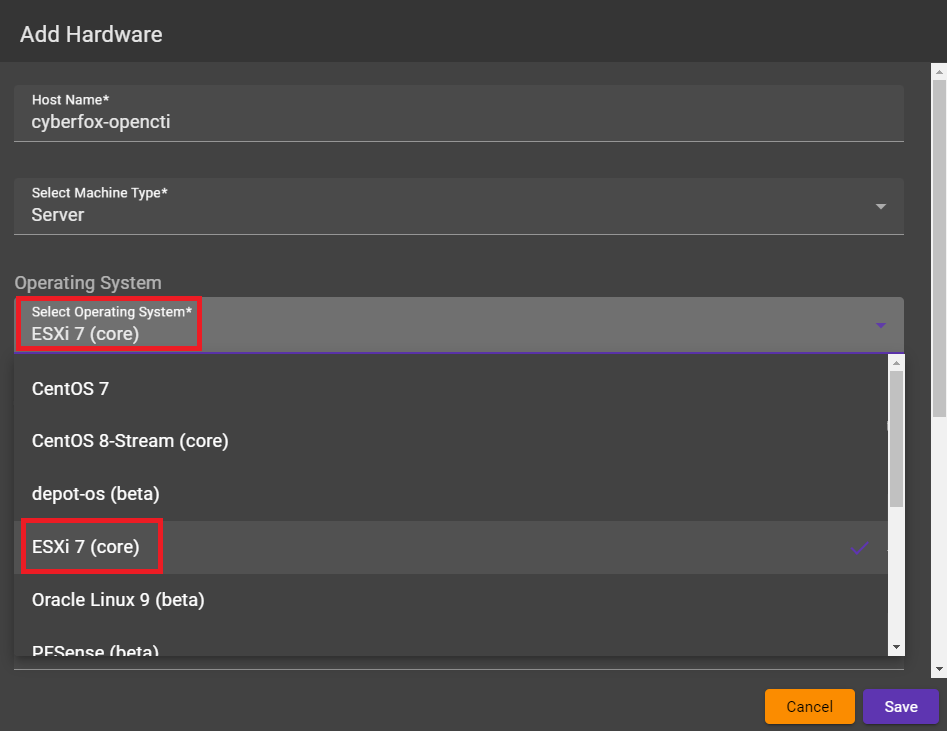 Add Hardware
Host Name*
cyberfox-opencti
Select Machine Type*
Server
Operating System
Select Operating System*
ESXi 7 (core)
CentOS 7
CentOS 8-Stream (core)
depot-os (beta)
ESXi 7 (core)
Oracle Linux 9 (beta)
PFSense (beta)
Cancel
Save